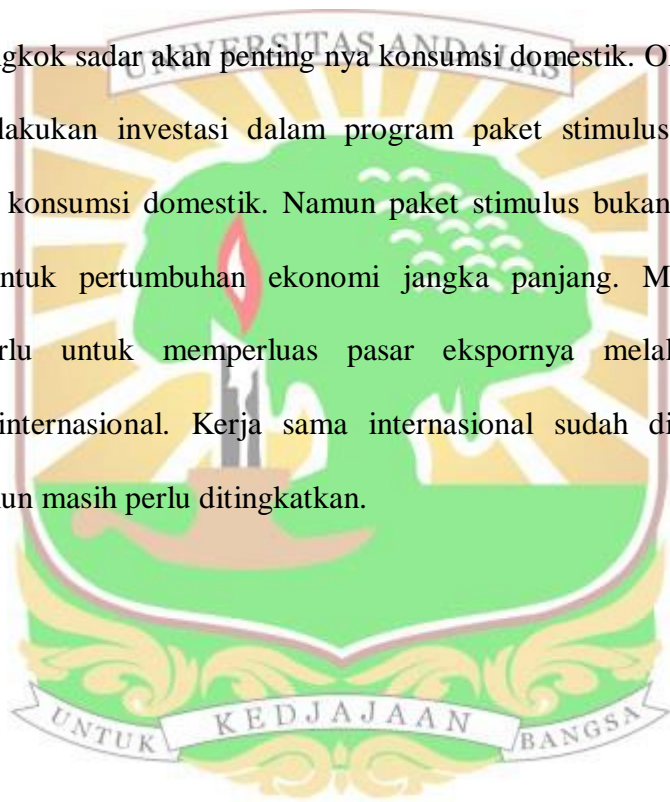 UNIVERSITAS ANDALAS
ngkok sadar akan penting nya konsumsi domestik. Ol
lakukan investasi dalam program paket stimulus
konsumsi domestik. Namun paket stimulus bukan
ntuk pertumbuhan ekonomi jangka panjang. M
rlu untuk memperluas pasar ekspornya melal
internasional. Kerja sama internasional sudah di
un masih perlu ditingkatkan.
UNTUK KEDJAJAAN BANGSA